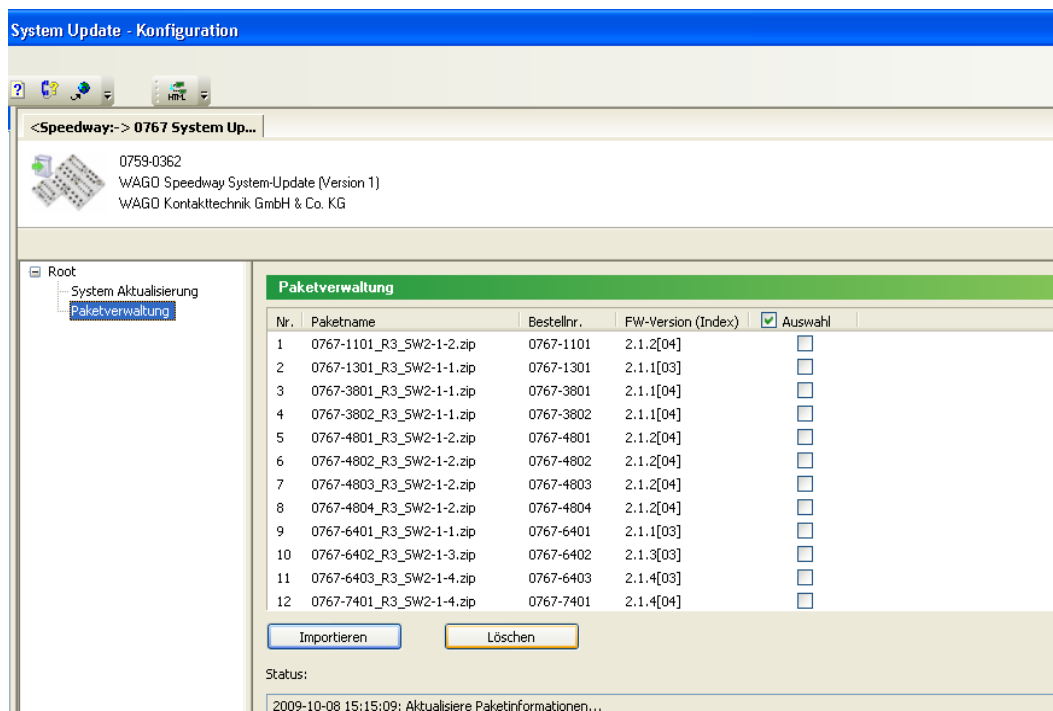 System Update - Konfiguration
HTML
<Speedway:-> 0767 System Up...
0759-0362
WAGO Speedway System-Update (Version 1)
WAGO Kontakttechnik GmbH & Co. KG
Root
System Aktualisierung
Paketverwaltung
Paketverwaltung
Nr. Paketname Bestellnr. FW-Version (Index) Auswahl
1 0767-1101_R3_SW2-1-2.zip 0767-1101 2.1.2[04]
2 0767-1301_R3_SW2-1-1.zip 0767-1301 2.1.1[03]
3 0767-3801_R3_SW2-1-1.zip 0767-3801 2.1.1[04]
4 0767-3802_R3_SW2-1-1.zip 0767-3802 2.1.1[04]
5 0767-4801_R3_SW2-1-2.zip 0767-4801 2.1.2[04]
6 0767-4802_R3_SW2-1-2.zip 0767-4802 2.1.2[04]
7 0767-4803_R3_SW2-1-2.zip 0767-4803 2.1.2[04]
8 0767-4804_R3_SW2-1-2.zip 0767-4804 2.1.2[04]
9 0767-6401_R3_SW2-1-1.zip 0767-6401 2.1.1[03]
10 0767-6402_R3_SW2-1-3.zip 0767-6402 2.1.3[03]
11 0767-6403_R3_SW2-1-4.zip 0767-6403 2.1.4[03]
12 0767-7401_R3_SW2-1-4.zip 0767-7401 2.1.4[04]
Importieren Löschen
Status:
2009-10-08 15:15:09: Aktualisiere Paketinformationen...